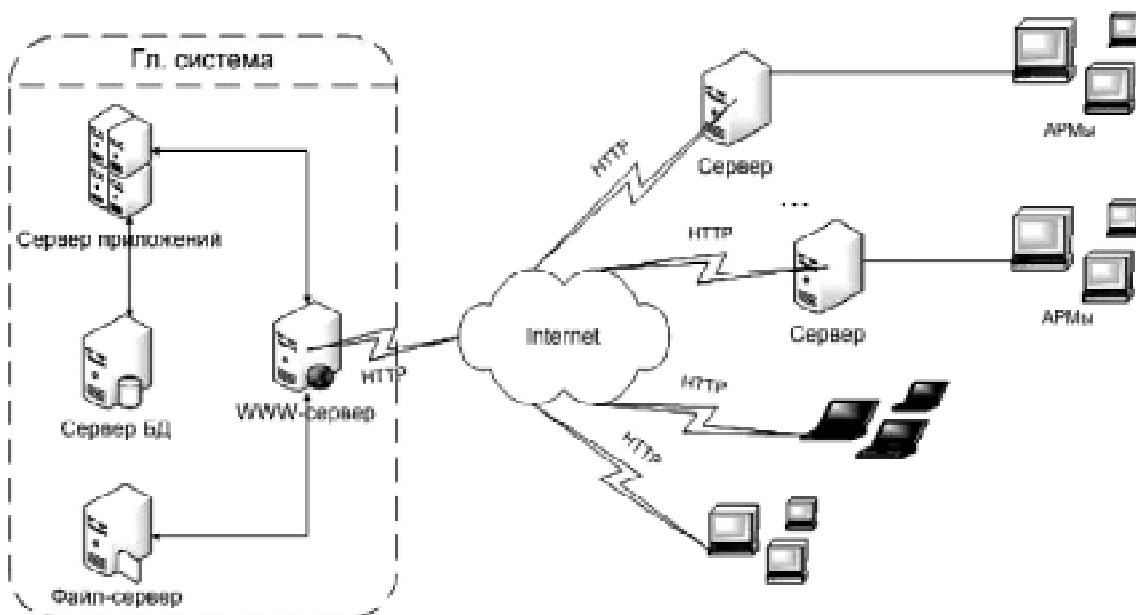 Гл. система
Сервер приложений
Сервер БД
WWW-сервер
Файл-сервер
HTTP
Internet
HTTP
Сервер
...
АРМы
HTTP
Сервер
АРМы
HTTP
HTTP